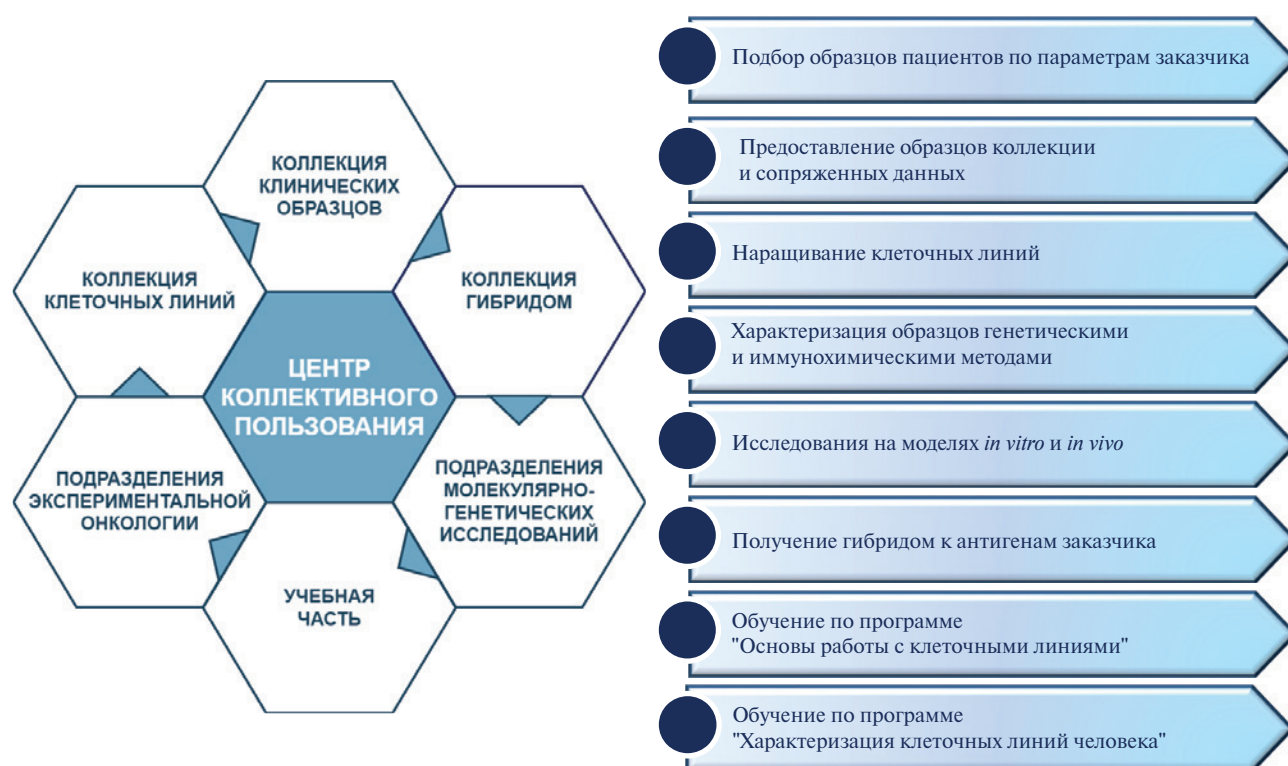 КОЛЛЕКЦИЯ
КЛИНИЧЕСКИХ
ОБРАЗЦОВ
КОЛЛЕКЦИЯ
КЛЕТОЧНЫХ ЛИНИЙ
КОЛЛЕКЦИЯ
ГИБРИДОМ
ЦЕНТР
КОЛЛЕКТИВНОГО
ПОЛЬЗОВАНИЯ
ПОДРАЗДЕЛЕНИЯ
ЭКСПЕРИМЕНТАЛЬНОЙ
ОНКОЛОГИИ
ПОДРАЗДЕЛЕНИЯ
МОЛЕКУЛЯРНО-
ГЕНЕТИЧЕСКИХ
ИССЛЕДОВАНИЙ
УЧЕБНАЯ
ЧАСТЬ
Подбор образцов пациентов по параметрам заказчика
Предоставление образцов коллекции
и сопряженных данных
Наращивание клеточных линий
Характеризация образцов генетическими
и иммунохимическими методами
Исследования на моделях in vitro и in vivo
Получение гибридом к антигенам заказчика
Обучение по программе
"Основы работы с клеточными линиями"
Обучение по программе
"Характеризация клеточных линий человека"